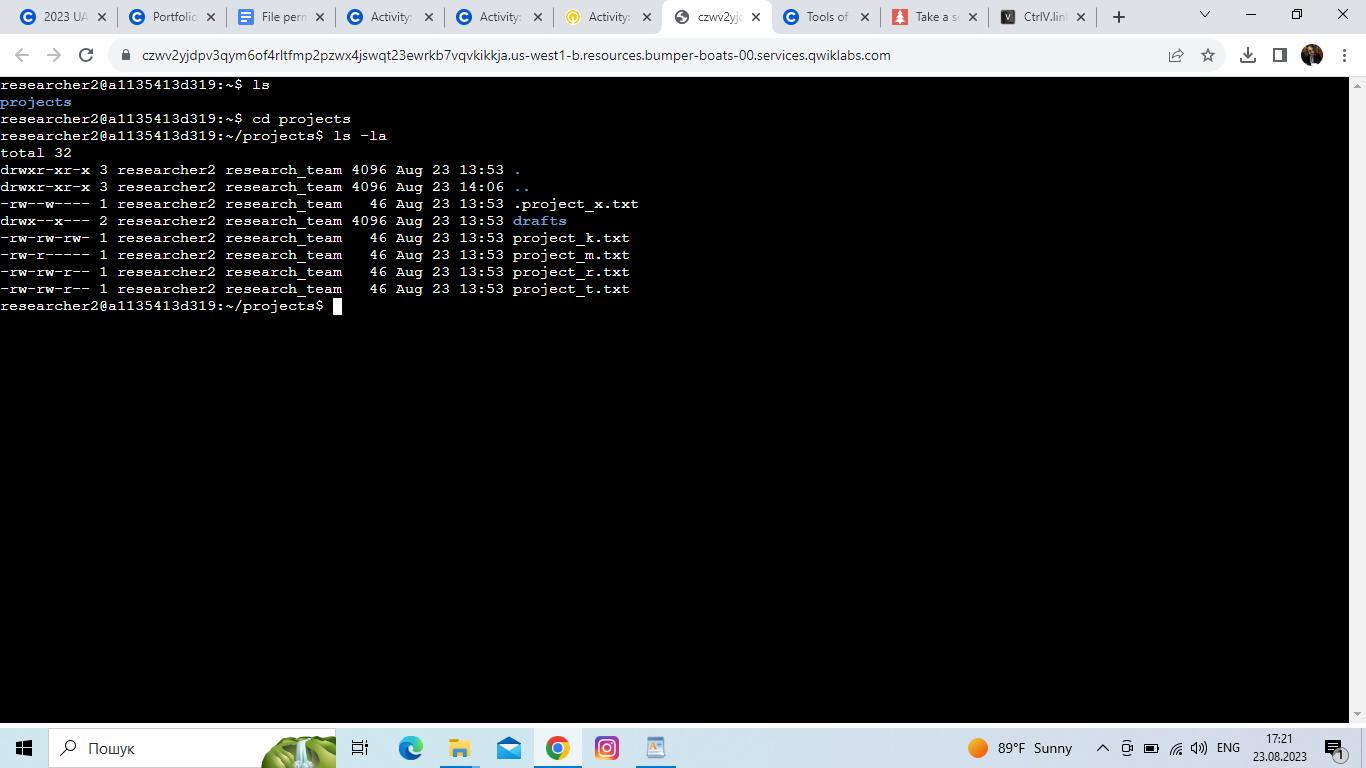 2023 UA
Portfolio
File perm
Activity:
Activity:
Activity:
czwv2yjd
Tools of
Take a sc
CtrlV.link
czwv2yjdpv3qym6of4rltfmp2pzwx4jswqt23ewrkb7vqvkikkja.us-west1-b.resources.bumper-boats-00.services.qwiklabs.com
researcher2@a1135413d319:~$ ls
projects
researcher2@a1135413d319:~$ cd projects
researcher2@a1135413d319:~/projects$ ls -la
total 32
drwxr-xr-x 3 researcher2 research_team 4096 Aug 23 13:53 .
drwxr-xr-x 3 researcher2 research_team 4096 Aug 23 14:06 ..
-rw--w---- 1 researcher2 research_team   46 Aug 23 13:53 .project_x.txt
drwx--x--- 2 researcher2 research_team 4096 Aug 23 13:53 drafts
-rw-rw-rw- 1 researcher2 research_team   46 Aug 23 13:53 project_k.txt
-rw-r----- 1 researcher2 research_team   46 Aug 23 13:53 project_m.txt
-rw-rw-r-- 1 researcher2 research_team   46 Aug 23 13:53 project_r.txt
-rw-rw-r-- 1 researcher2 research_team   46 Aug 23 13:53 project_t.txt
researcher2@a1135413d319:~/projects$
Пошук
89°F Sunny
ENG
17:21
23.08.2023
1